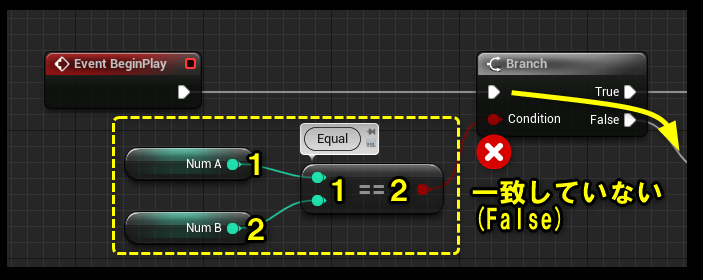 Event BeginPlay
Branch
True
Condition
False
Equal
Num A
1
1 == 2
Num B
2
一致していない
(False)